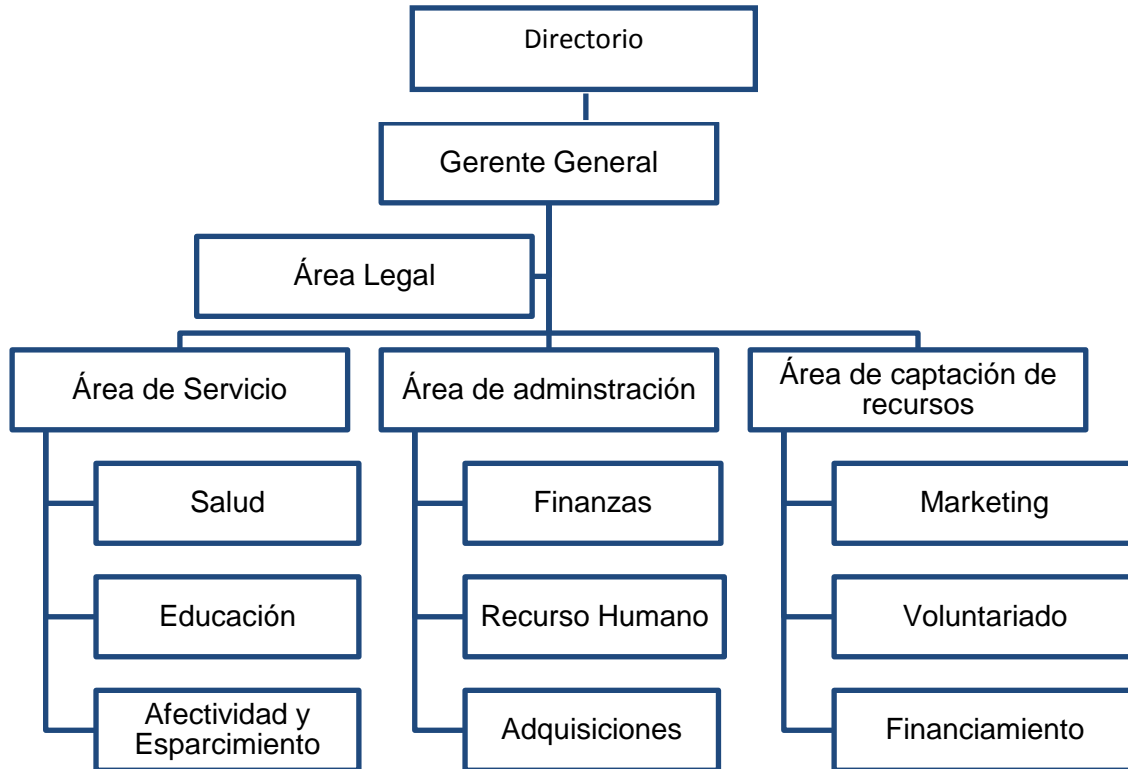 Directorio
Gerente General
Área Legal
Área de Servicio
Área de adminstración
Área de captación de
recursos
Salud
Finanzas
Marketing
Educación
Recurso Humano
Voluntariado
Afectividad y
Esparcimiento
Adquisiciones
Financiamiento